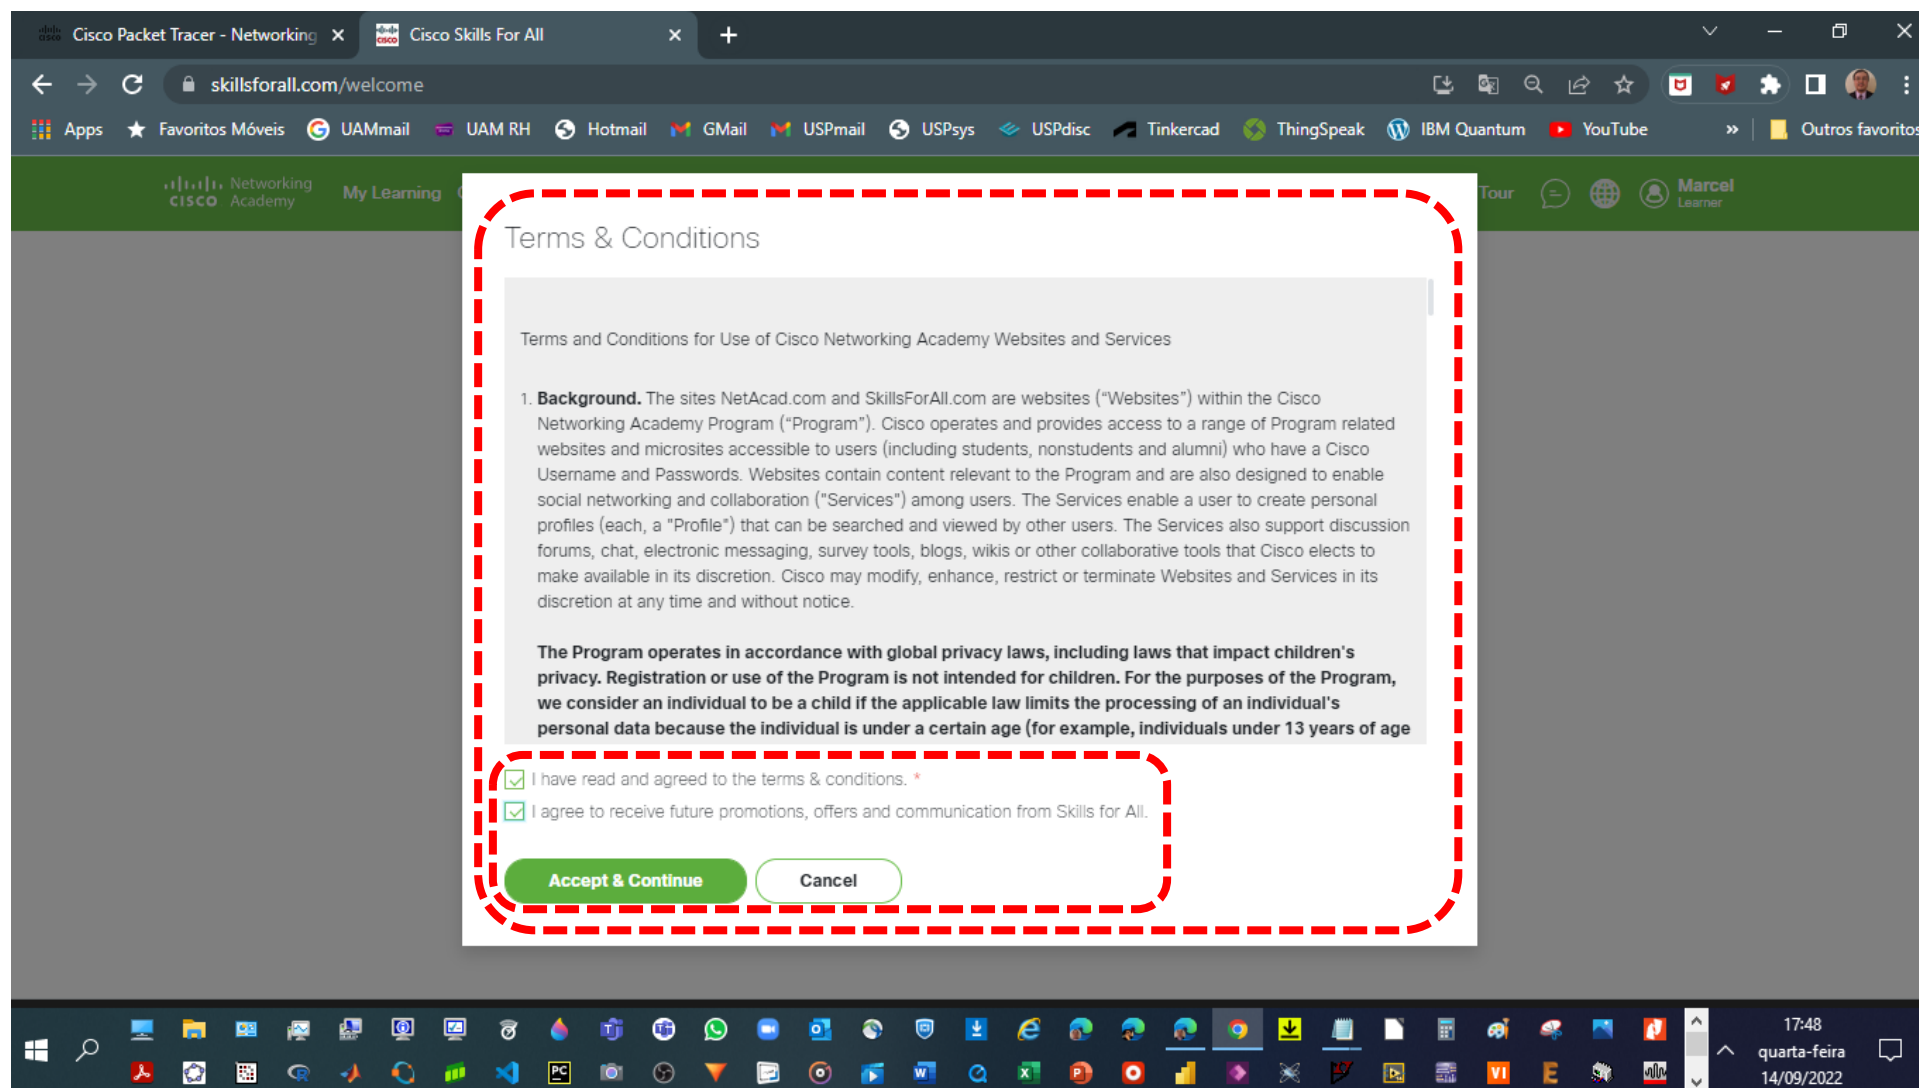 Cisco Packet Tracer - Networking
Cisco Skills For All
skillsforall.com/welcome
Apps Favoritos Móveis UAMmail UAM RH Hotmail GMail USPmail USPsys USPdisc Tinkercad ThingSpeak IBM Quantum YouTube » Outros favoritos
Networking
CISCO Academy
My Learning
Tour
Marcel
Learner
Terms & Conditions
Terms and Conditions for Use of Cisco Networking Academy Websites and Services
1. Background. The sites NetAcad.com and SkillsForAll.com are websites (“Websites”) within the Cisco
Networking Academy Program (“Program”). Cisco operates and provides access to a range of Program related
websites and microsites accessible to users (including students, nonstudents and alumni) who have a Cisco
Username and Passwords. Websites contain content relevant to the Program and are also designed to enable
social networking and collaboration ("Services") among users. The Services enable a user to create personal
profiles (each, a "Profile") that can be searched and viewed by other users. The Services also support discussion
forums, chat, electronic messaging, survey tools, blogs, wikis or other collaborative tools that Cisco elects to
make available in its discretion. Cisco may modify, enhance, restrict or terminate Websites and Services in its
discretion at any time and without notice.
The Program operates in accordance with global privacy laws, including laws that impact children's
privacy. Registration or use of the Program is not intended for children. For the purposes of the Program,
we consider an individual to be a child if the applicable law limits the processing of an individual's
personal data because the individual is under a certain age (for example, individuals under 13 years of age
I have read and agreed to the terms & conditions. *
I agree to receive future promotions, offers and communication from Skills for All.
Accept & Continue
Cancel
17:48
quarta-feira
14/09/2022